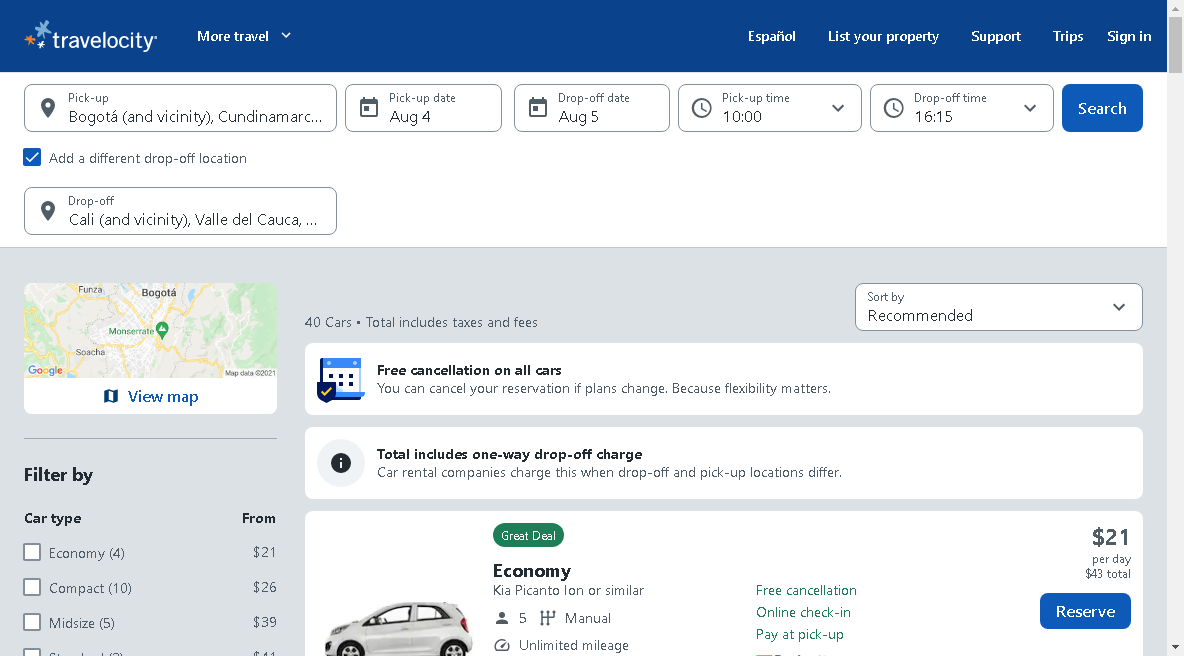 travelocity
More travel
Español
List your property
Support
Trips
Sign in
Pick-up
Bogotá (and vicinity), Cundinamarc...
Pick-up date
Aug 4
Drop-off date
Aug 5
Pick-up time
10:00
Drop-off time
16:15
Search
Add a different drop-off location
Drop-off
Cali (and vicinity), Valle del Cauca, ...
Funza
Bogotá
Monserrate
Soacha
Google
Map data ©2021
View map
Filter by
Car type From
Economy (4) $21
Compact (10) $26
Midsize (5) $39
40 Cars • Total includes taxes and fees
Sort by
Recommended
Free cancellation on all cars
You can cancel your reservation if plans change. Because flexibility matters.
Total includes one-way drop-off charge
Car rental companies charge this when drop-off and pick-up locations differ.
Great Deal
Economy
Kia Picanto Ion or similar
5 Manual
Unlimited mileage
Free cancellation
Online check-in
Pay at pick-up
$21
per day
$43 total
Reserve